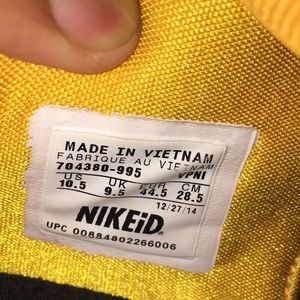 MADE IN VIETNAM
FABRIQUE AU VIETNAM
704380-995 VPNI
US UK EUR CM
10.5 9.5 44.5 28.5
12/27/14
NIKEiD
UPC 00884802266006